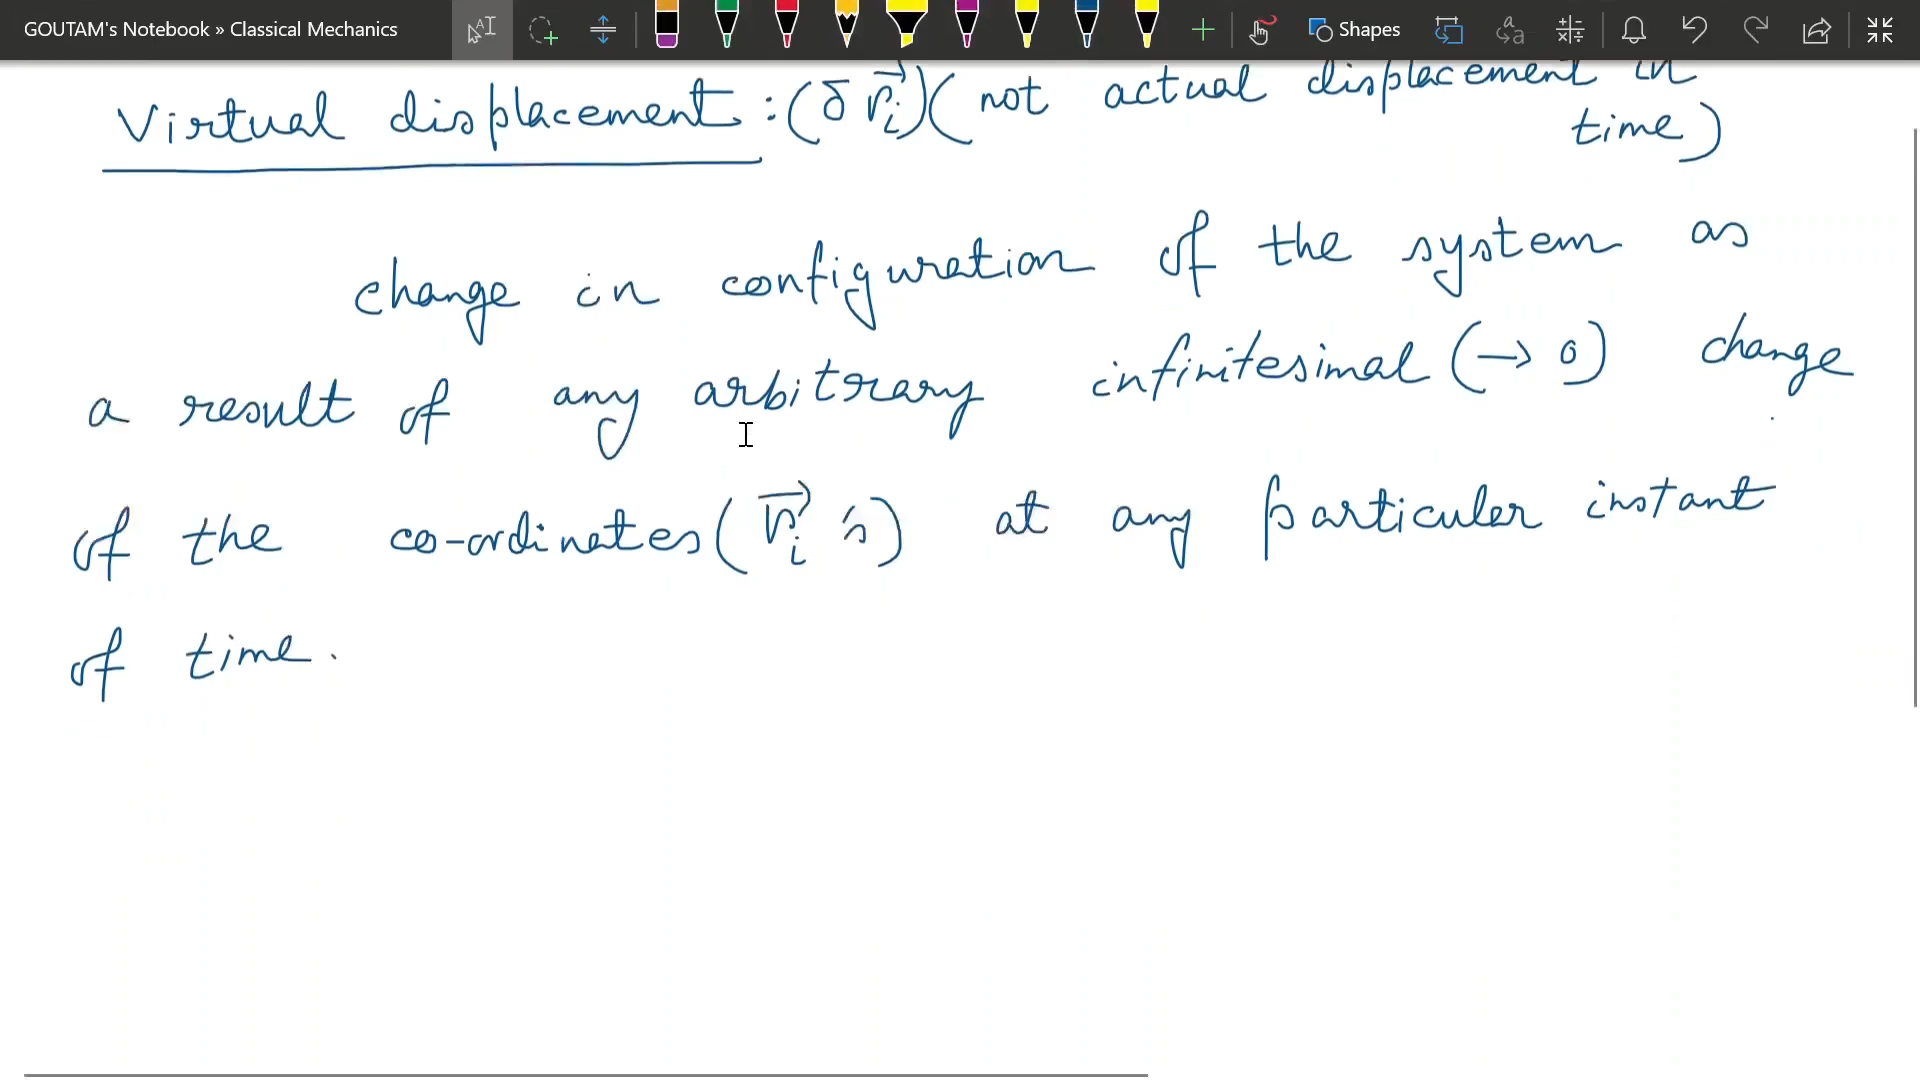 GOUTAM's Notebook » Classical Mechanics
Shapes
Virtual displacement : (δr⃗ᵢ) (not actual displacement in
time)
change in configuration of the system as
a result of any arbitrary infinitesimal (→ 0) change
of the co-ordinates (r⃗ᵢ 's) at any particular instant
of time.